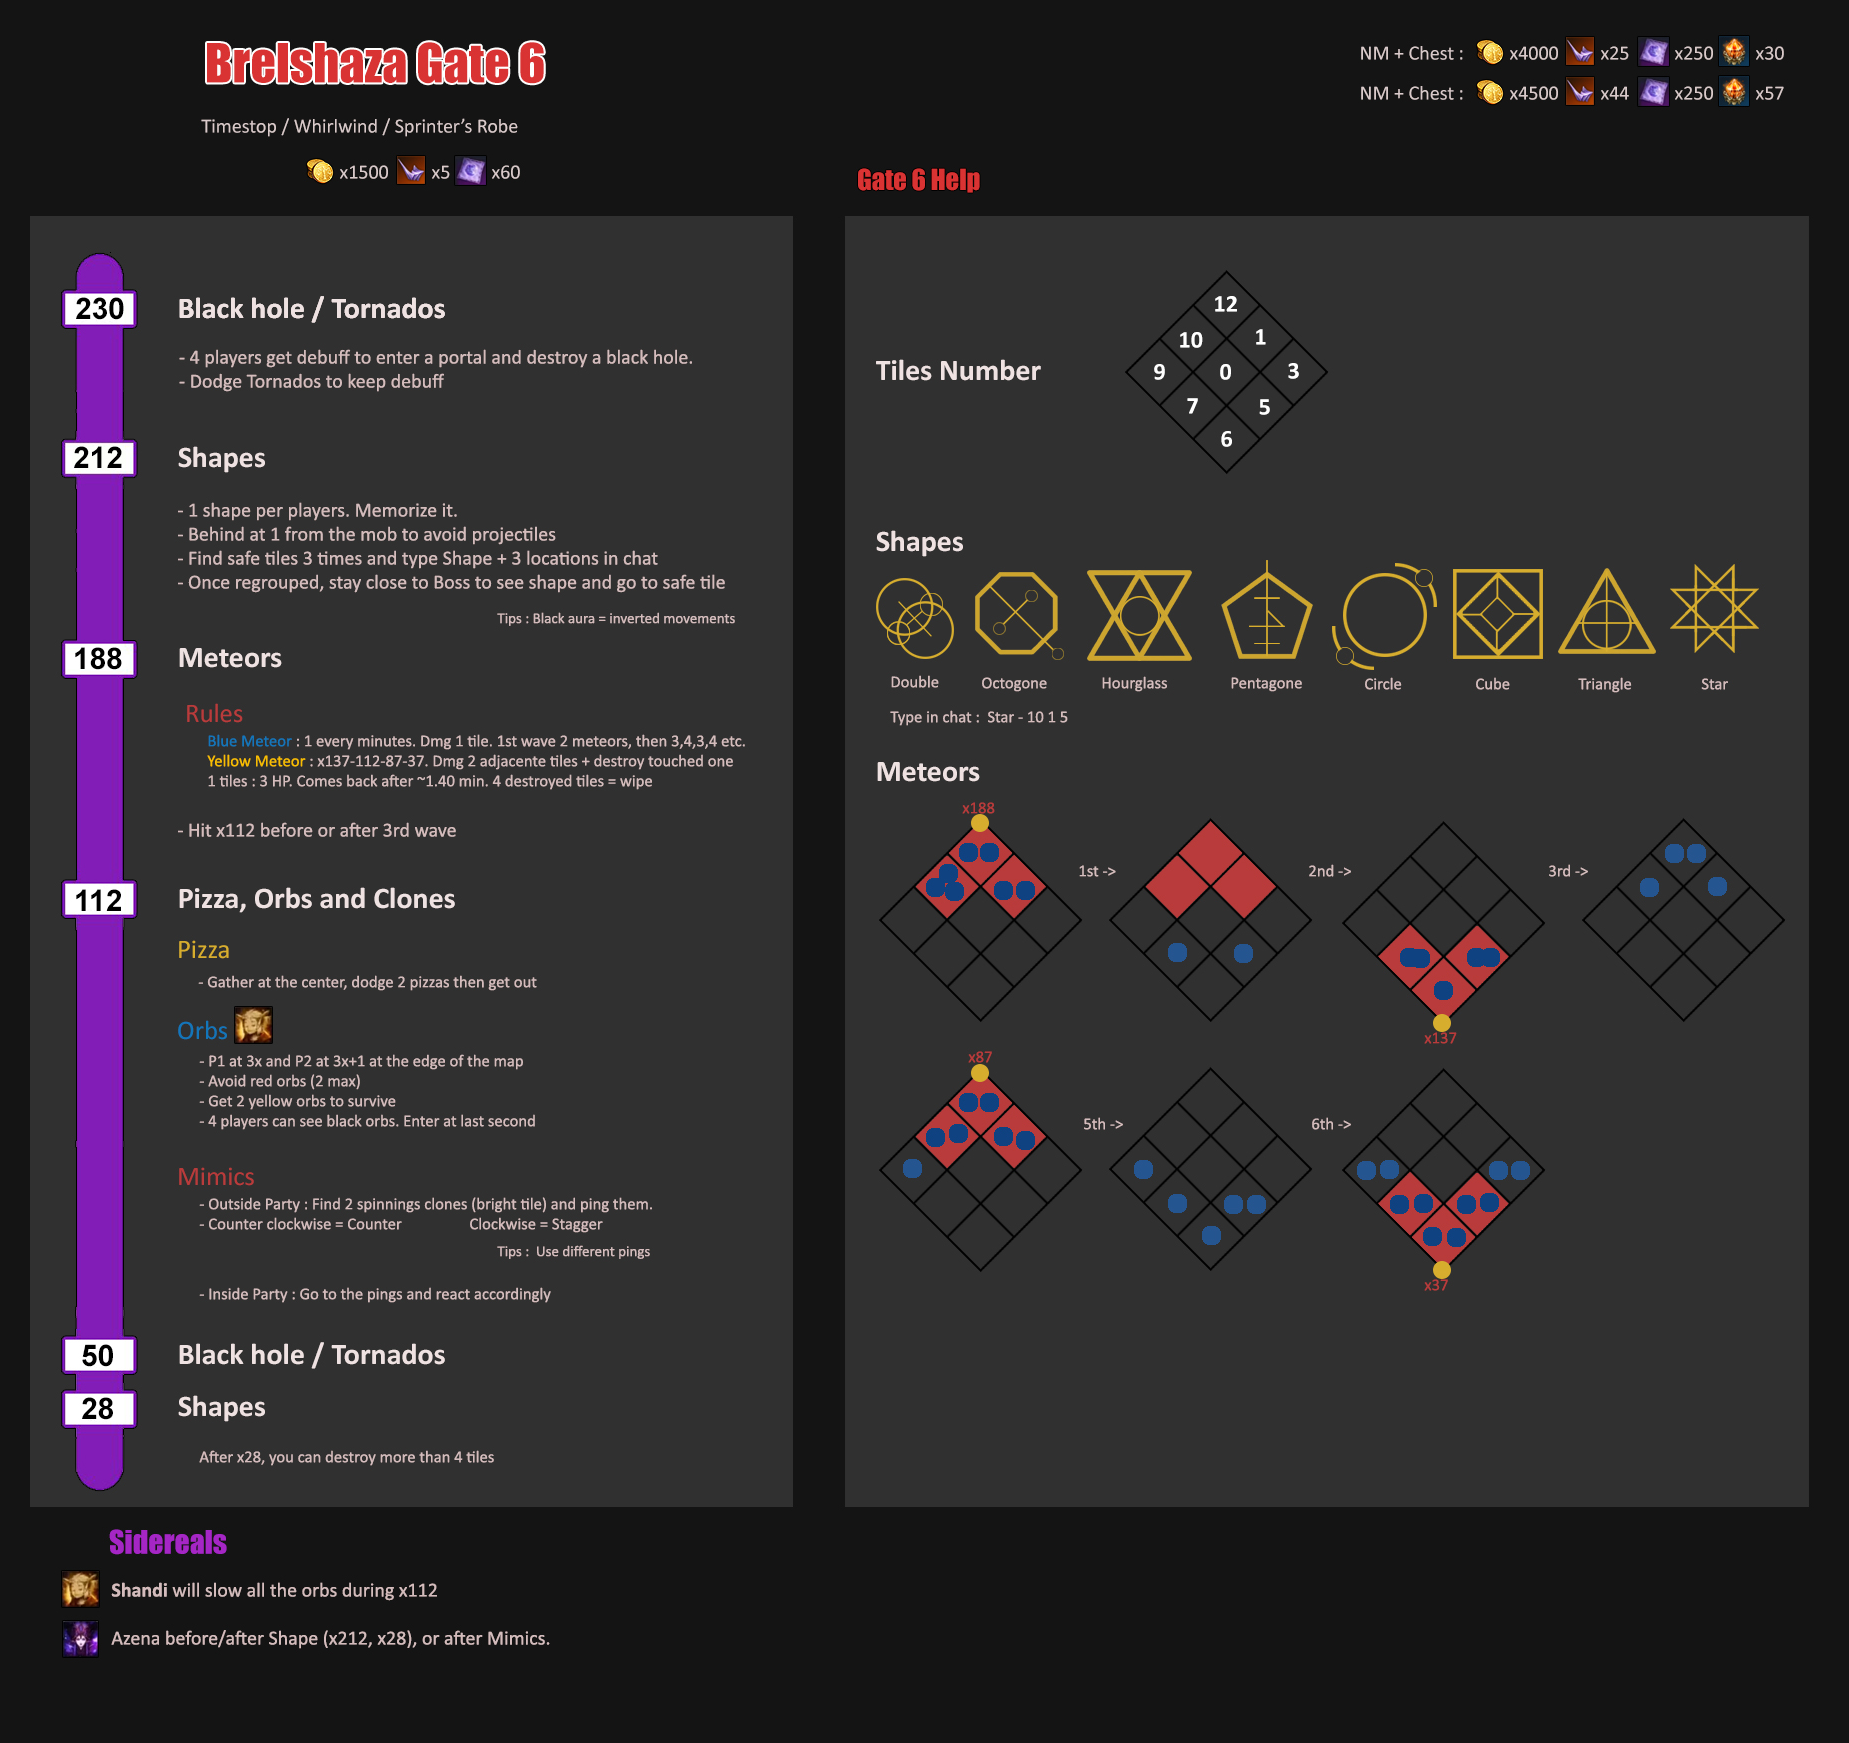 Brelshaza Gate 6
Timestop / Whirlwind / Sprinter's Robe
x1500 x5 x60
NM + Chest : x4000 x25 x250 x30
NM + Chest : x4500 x44 x250 x57
230
Black hole / Tornados
- 4 players get debuff to enter a portal and destroy a black hole.
- Dodge Tornados to keep debuff
212
Shapes
- 1 shape per players. Memorize it.
- Behind at 1 from the mob to avoid projectiles
- Find safe tiles 3 times and type Shape + 3 locations in chat
- Once regrouped, stay close to Boss to see shape and go to safe tile
Tips : Black aura = inverted movements
188
Meteors
Rules
Blue Meteor : 1 every minutes. Dmg 1 tile. 1st wave 2 meteors, then 3,4,3,4 etc.
Yellow Meteor : x137-112-87-37. Dmg 2 adjacente tiles + destroy touched one
1 tiles : 3 HP. Comes back after ~1.40 min. 4 destroyed tiles = wipe
- Hit x112 before or after 3rd wave
112
Pizza, Orbs and Clones
Pizza
- Gather at the center, dodge 2 pizzas then get out
Orbs
- P1 at 3x and P2 at 3x+1 at the edge of the map
- Avoid red orbs (2 max)
- Get 2 yellow orbs to survive
- 4 players can see black orbs. Enter at last second
Mimics
- Outside Party : Find 2 spinnings clones (bright tile) and ping them.
- Counter clockwise = Counter Clockwise = Stagger
Tips : Use different pings
- Inside Party : Go to the pings and react accordingly
50
Black hole / Tornados
28
Shapes
After x28, you can destroy more than 4 tiles
Sidereals
Shandi will slow all the orbs during x112
Azena before/after Shape (x212, x28), or after Mimics.
Gate 6 Help
Tiles Number
12
10 1
9 0 3
7 5
6
Shapes
Double Octogone Hourglass Pentagone Circle Cube Triangle Star
Type in chat : Star - 10 1 5
Meteors
x188
1st -> 2nd -> 3rd ->
x137
x87
5th -> 6th ->
x37